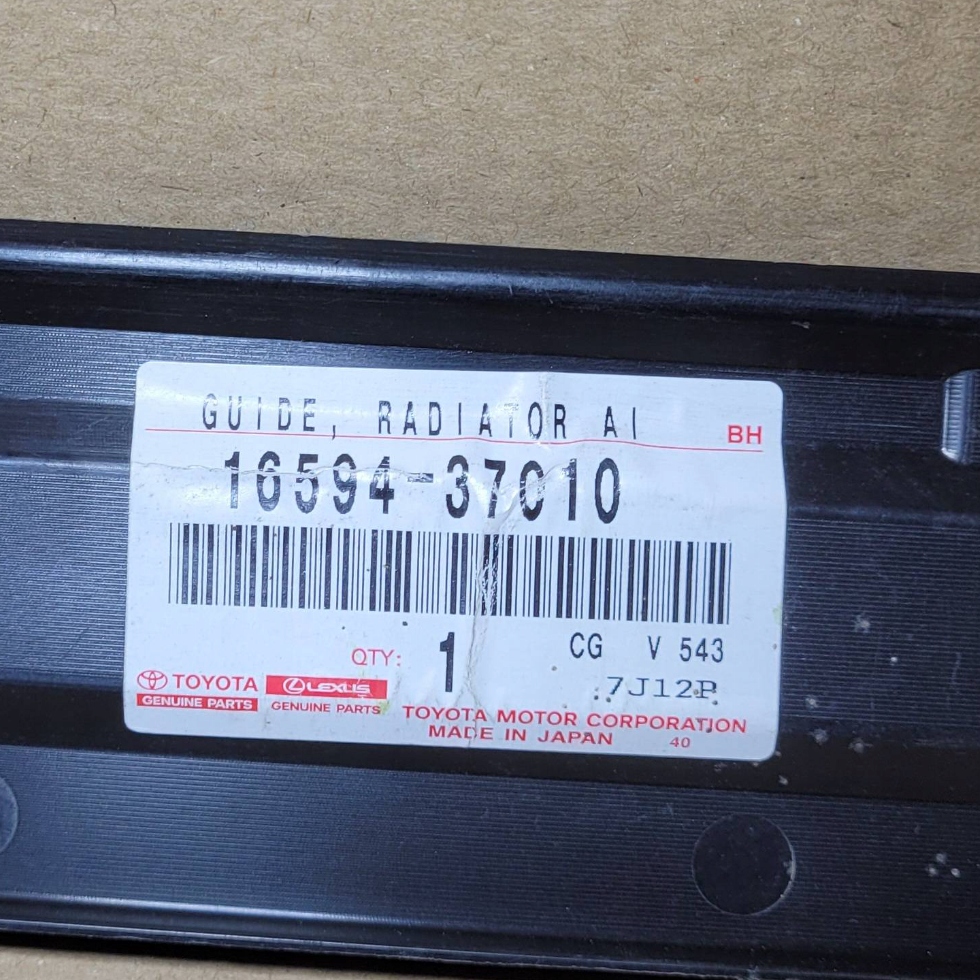 GUIDE, RADIATOR AI
BH
16594-37010
QTY: 1
CG V 543
7J12P
TOYOTA
GENUINE PARTS
LEXUS
GENUINE PARTS
TOYOTA MOTOR CORPORATION
MADE IN JAPAN 40